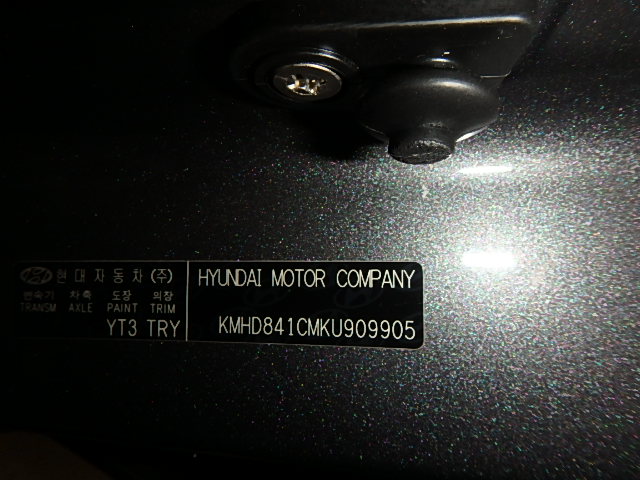 현대자동차(주)
변속기 차축 도장 의장
TRANSM AXLE PAINT TRIM
YT3 TRY
HYUNDAI MOTOR COMPANY
KMHD841CMKU909905